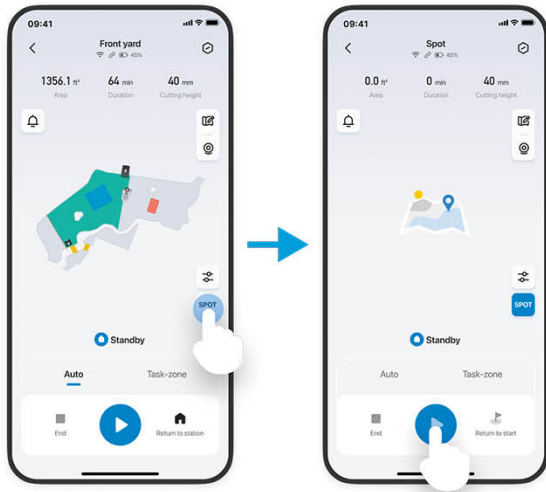 09:41
Front yard
45%
1356.1 ft²
64 min
40 mm
Area
Duration
Cutting height
SPOT
Standby
Auto
Task-zone
End
Return to station
09:41
Spot
45%
0.0 ft²
0 min
40 mm
Area
Duration
Cutting height
SPOT
Standby
Auto
Task-zone
End
Return to start